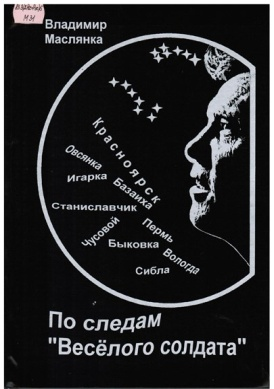 Владимир
Маслянка
Красноярск
Овсянка
Игарка
Базаиха
Станиславчик
Чусовой
Пермь
Быковка
Вологда
Сибла
По следам
"Весёлого солдата"